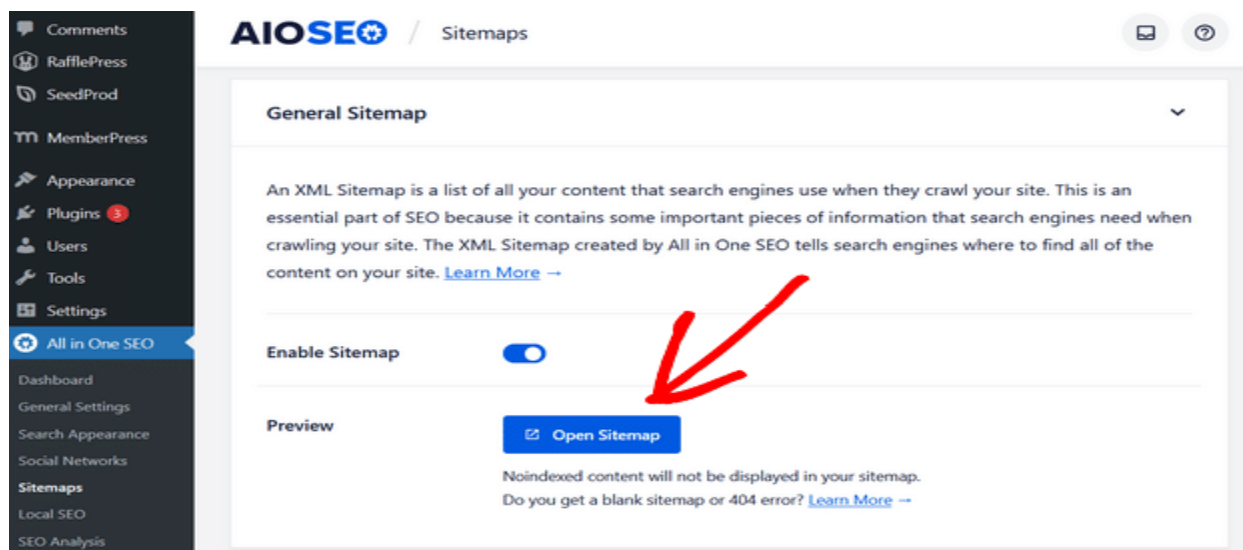 Comments
RafflePress
SeedProd
MemberPress
Appearance
Plugins 3
Users
Tools
Settings
All in One SEO
Dashboard
General Settings
Search Appearance
Social Networks
Sitemaps
Local SEO
SEO Analysis
AIOSEO / Sitemaps
General Sitemap
An XML Sitemap is a list of all your content that search engines use when they crawl your site. This is an
essential part of SEO because it contains some important pieces of information that search engines need when
crawling your site. The XML Sitemap created by All in One SEO tells search engines where to find all of the
content on your site. Learn More →
Enable Sitemap
Preview
Open Sitemap
Noindexed content will not be displayed in your sitemap.
Do you get a blank sitemap or 404 error? Learn More →